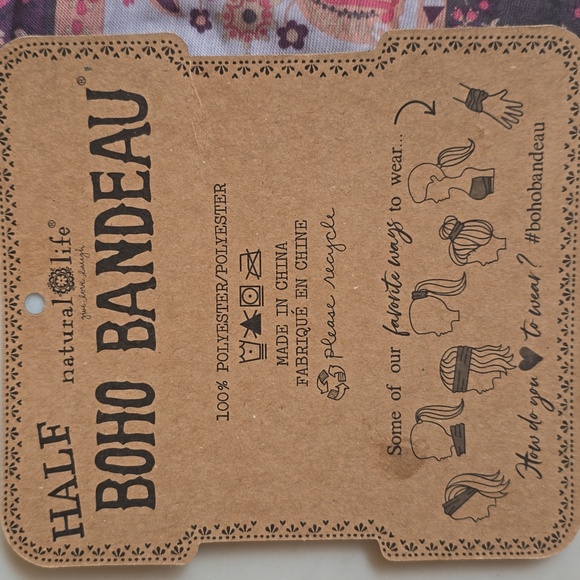 HALF
natural life®
give love laugh
BOHO BANDEAU®
100% POLYESTER/POLYESTER
MADE IN CHINA
FABRIQUÉ EN CHINE
please recycle
Some of our favorite ways to wear...
How do you ♥ to wear? #bohobandeau